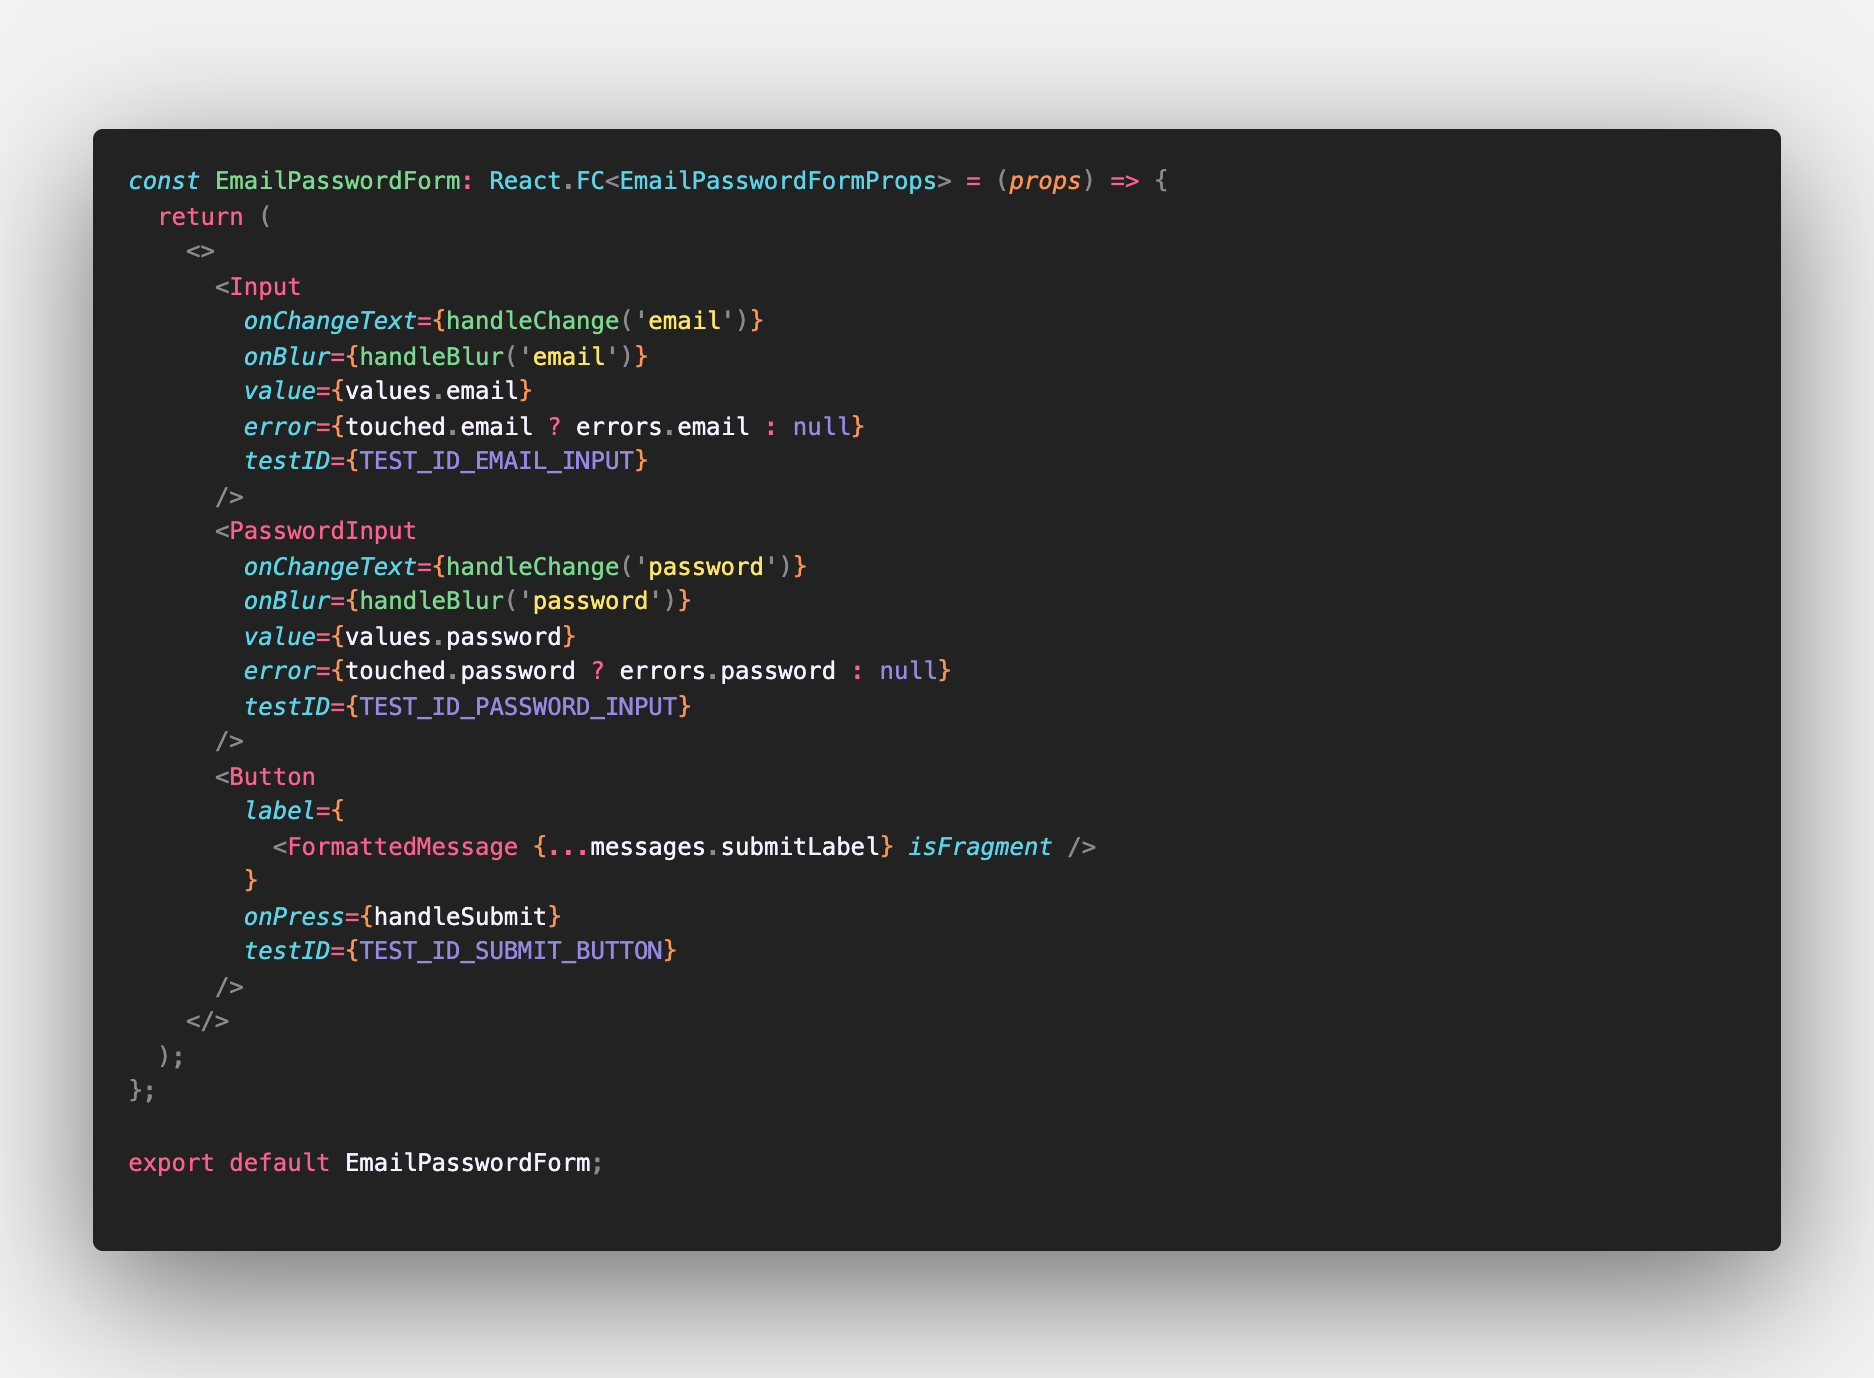 const EmailPasswordForm: React.FC<EmailPasswordFormProps> = (props) => {
  return (
    <>
      <Input
        onChangeText={handleChange('email')}
        onBlur={handleBlur('email')}
        value={values.email}
        error={touched.email ? errors.email : null}
        testID={TEST_ID_EMAIL_INPUT}
      />
      <PasswordInput
        onChangeText={handleChange('password')}
        onBlur={handleBlur('password')}
        value={values.password}
        error={touched.password ? errors.password : null}
        testID={TEST_ID_PASSWORD_INPUT}
      />
      <Button
        label={
          <FormattedMessage {...messages.submitLabel} isFragment />
        }
        onPress={handleSubmit}
        testID={TEST_ID_SUBMIT_BUTTON}
      />
    </>
  );
};

export default EmailPasswordForm;